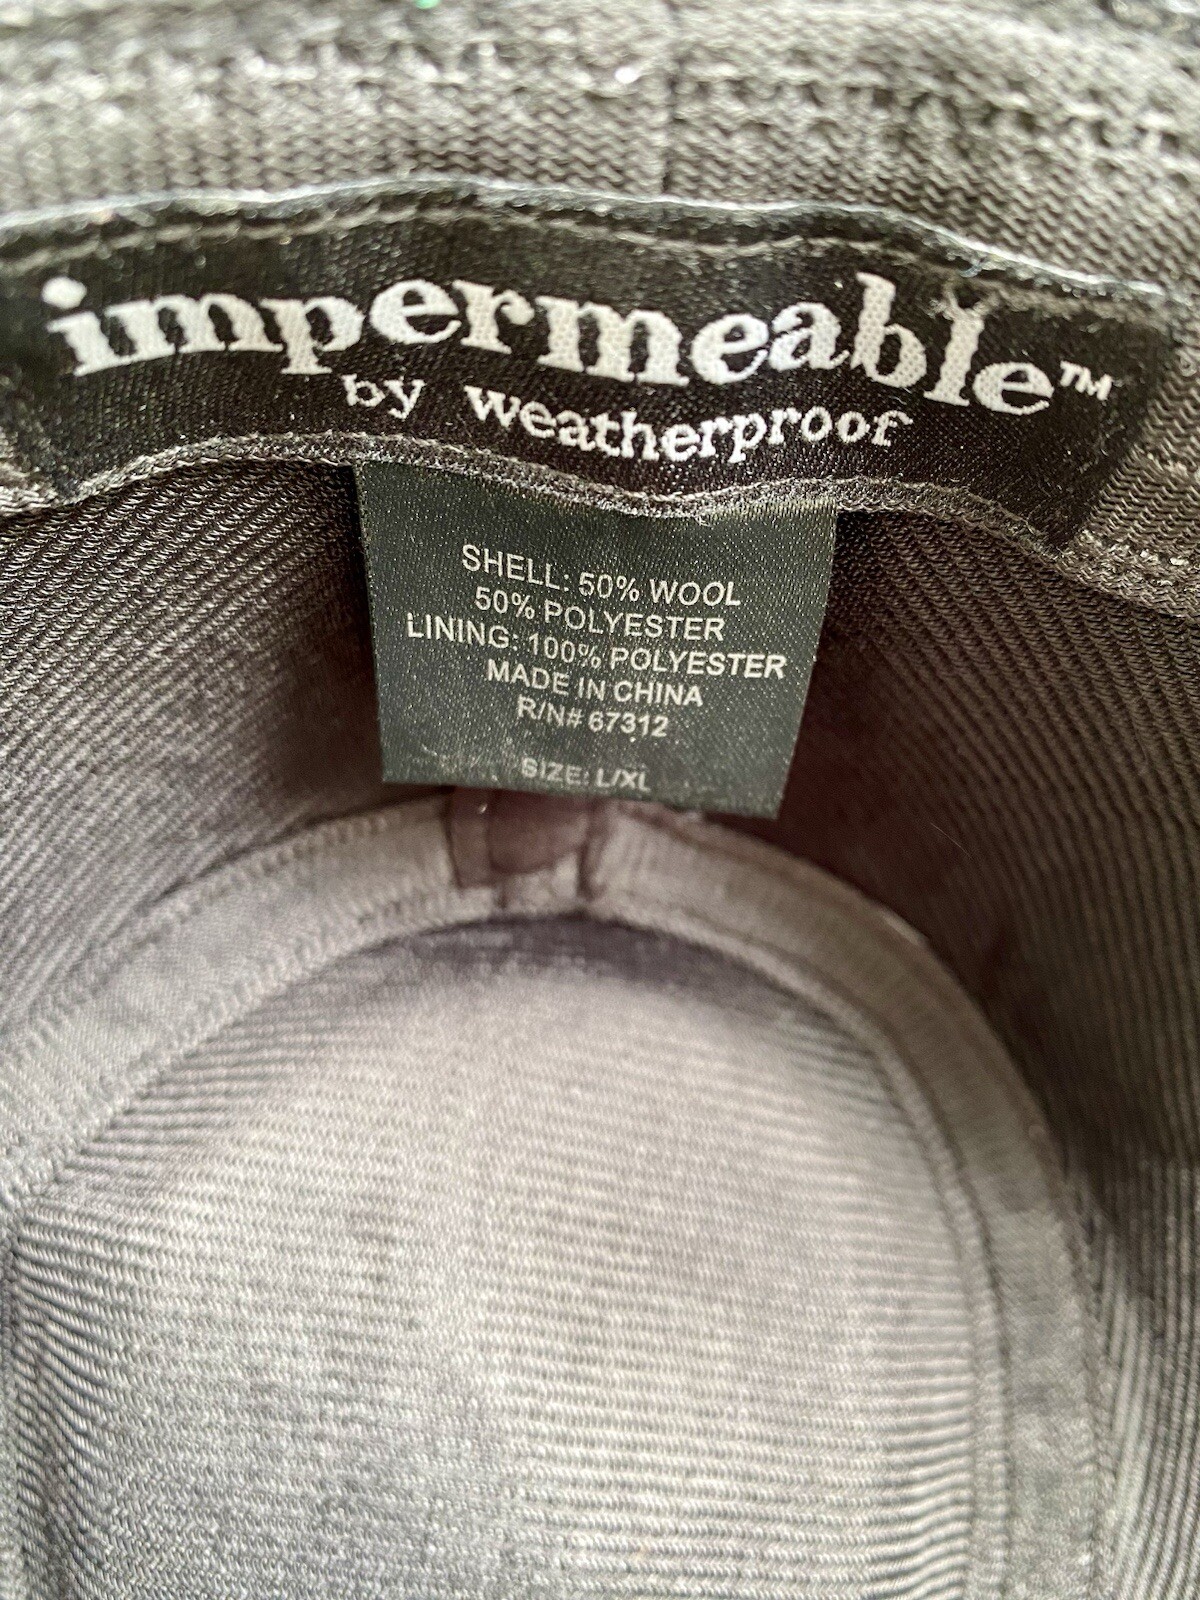 impermeable™
by weatherproof
SHELL: 50% WOOL
50% POLYESTER
LINING: 100% POLYESTER
MADE IN CHINA
R/N# 67312
SIZE: L/XL